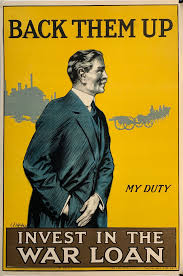 BACK THEM UP
MY DUTY
INVEST IN THE
WAR LOAN